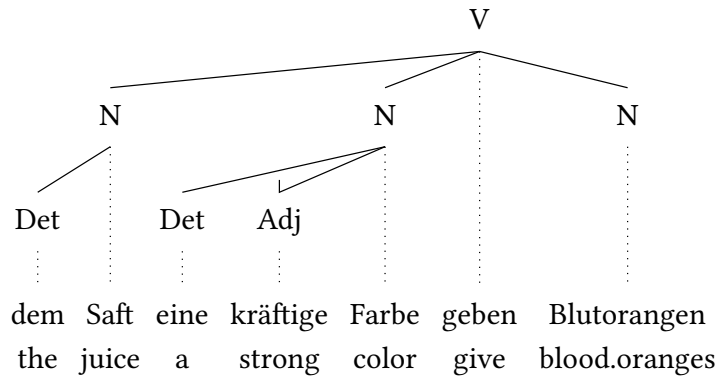 V
N N N
Det Det Adj
dem Saft eine kräftige Farbe geben Blutorangen
the juice a strong color give blood.oranges